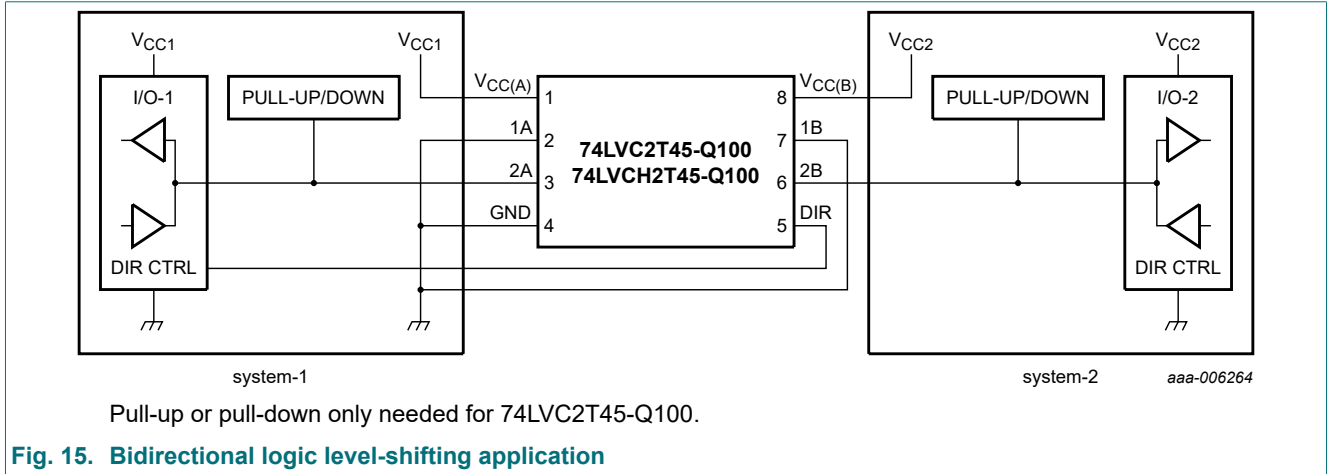 VCC1 VCC1 VCC2 VCC2
I/O-1 PULL-UP/DOWN VCC(A) 1 8 VCC(B) PULL-UP/DOWN I/O-2
1A 2 74LVC2T45-Q100 7 1B
2A 3 74LVCH2T45-Q100 6 2B
GND 4 5 DIR
DIR CTRL DIR CTRL
system-1 system-2 aaa-006264
Pull-up or pull-down only needed for 74LVC2T45-Q100.
Fig. 15. Bidirectional logic level-shifting application